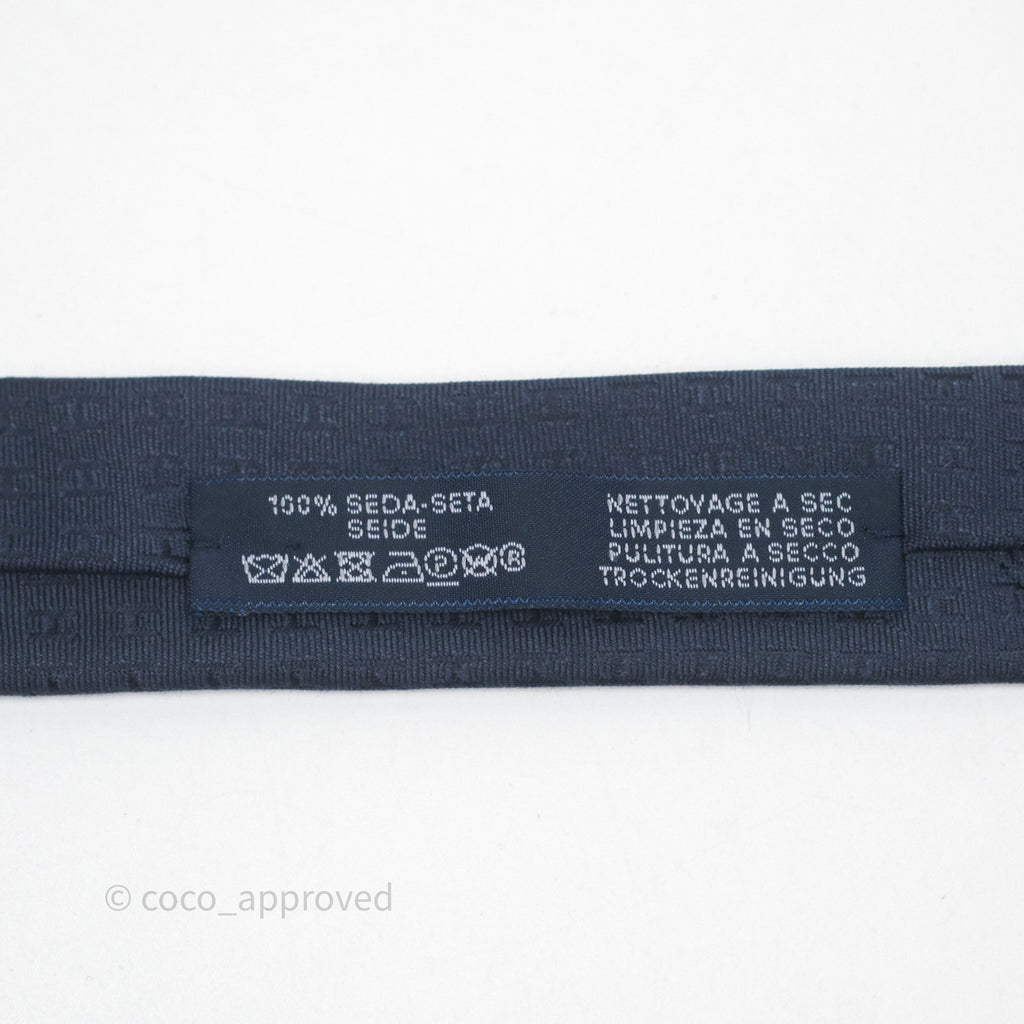 100% SEDA-SETA
SEIDE
P W ®
NETTOYAGE A SEC
LIMPIEZA EN SECO
PULITURA A SECCO
TROCKENREINIGUNG
© coco_approved